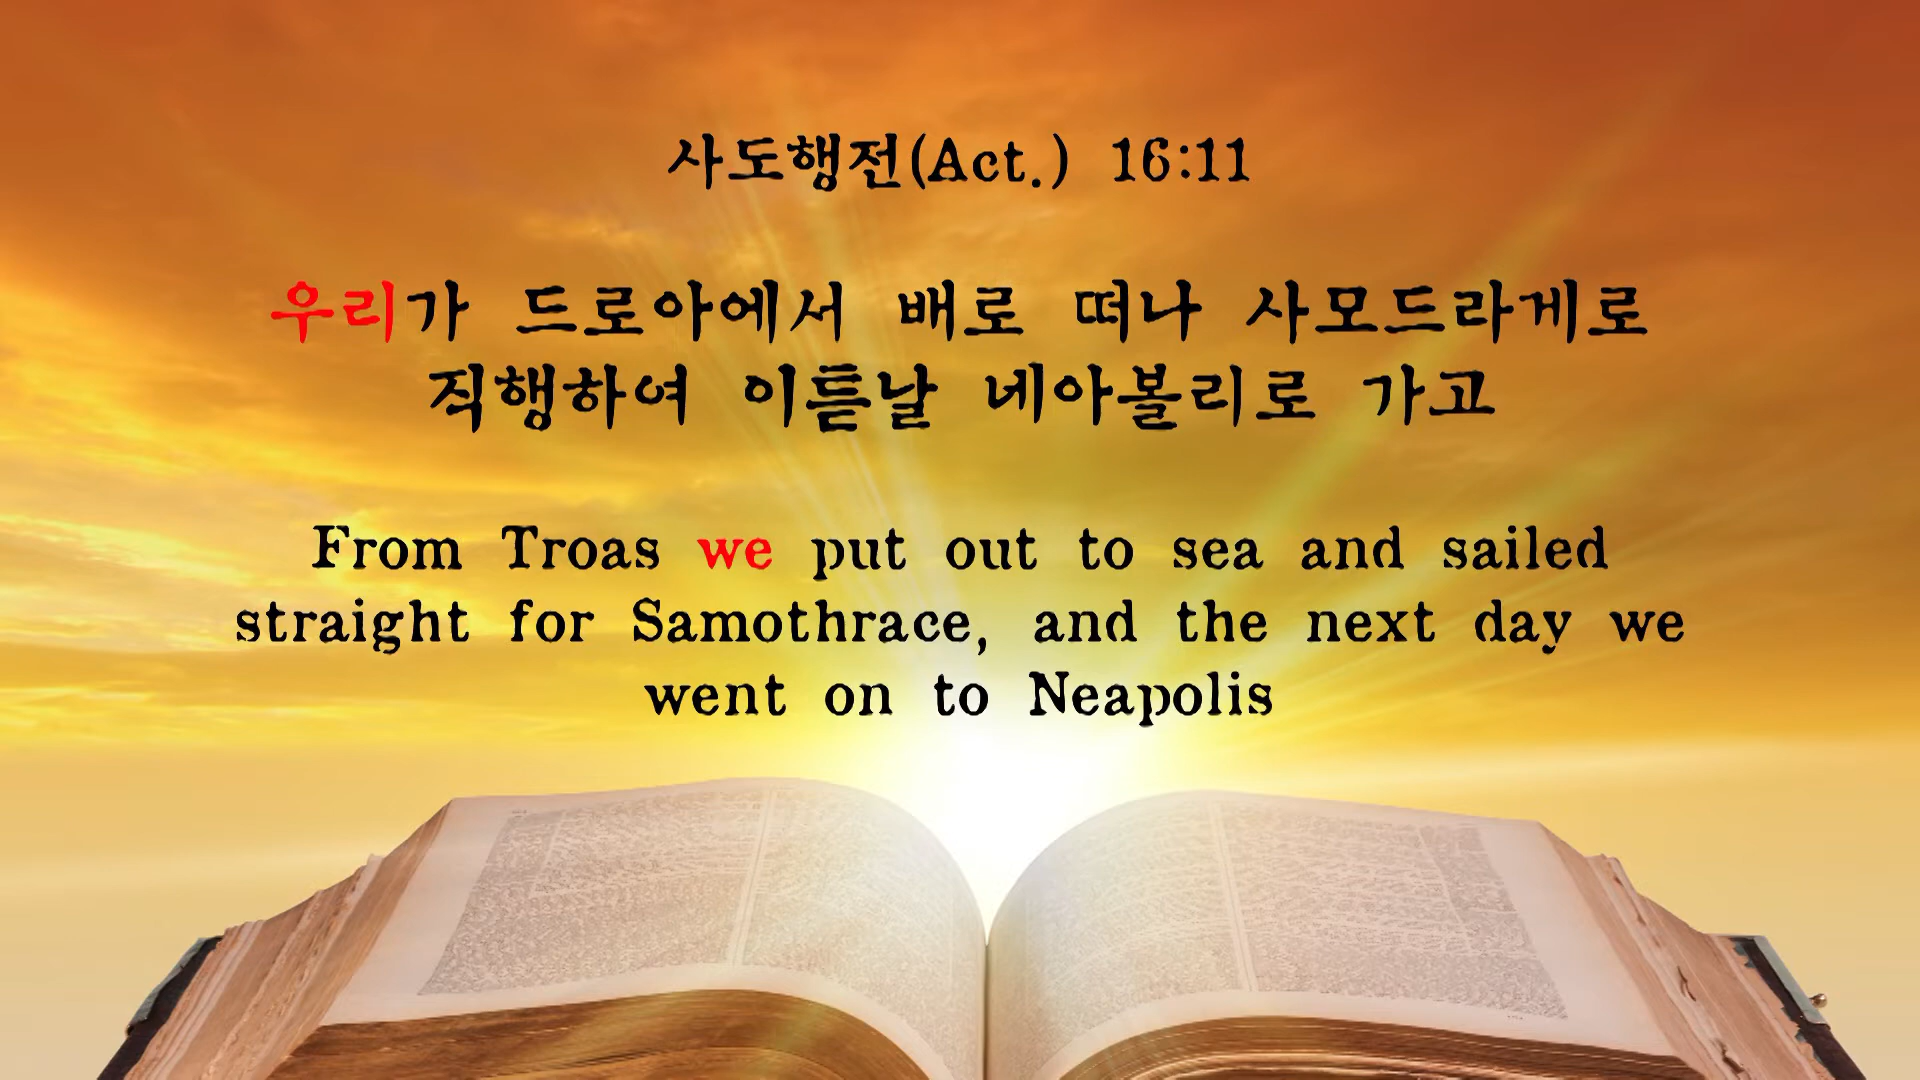 사도행전(Act.) 16:11
우리가 드로아에서 배로 떠나 사모드라게로
직행하여 이튿날 네아볼리로 가고
From Troas we put out to sea and sailed
straight for Samothrace, and the next day we
went on to Neapolis